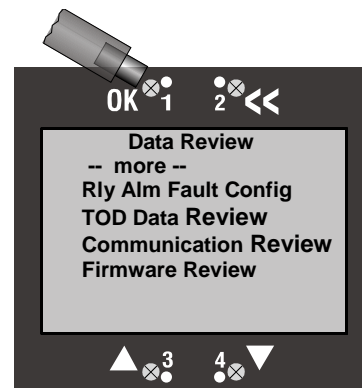 OK 1 2 <<
Data Review
-- more --
Rly Alm Fault Config
TOD Data Review
Communication Review
Firmware Review
3 4